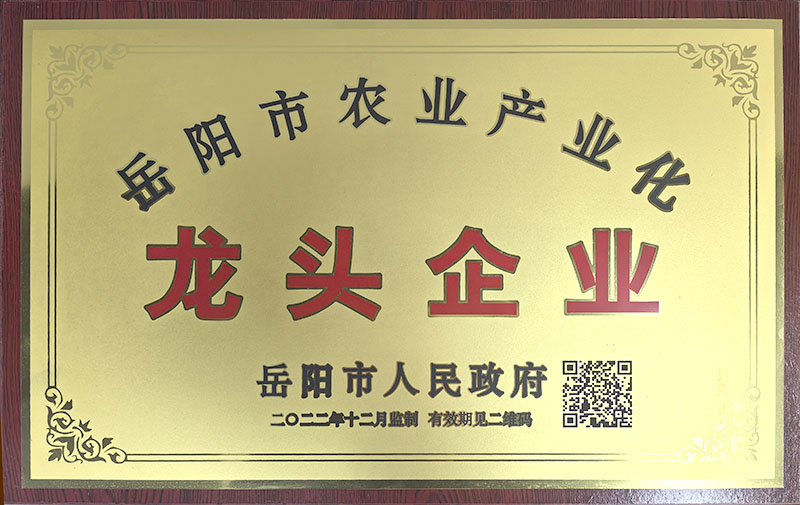 岳阳市农业产业化
龙头企业
岳阳市人民政府
二〇二二年十二月监制 有效期见二维码